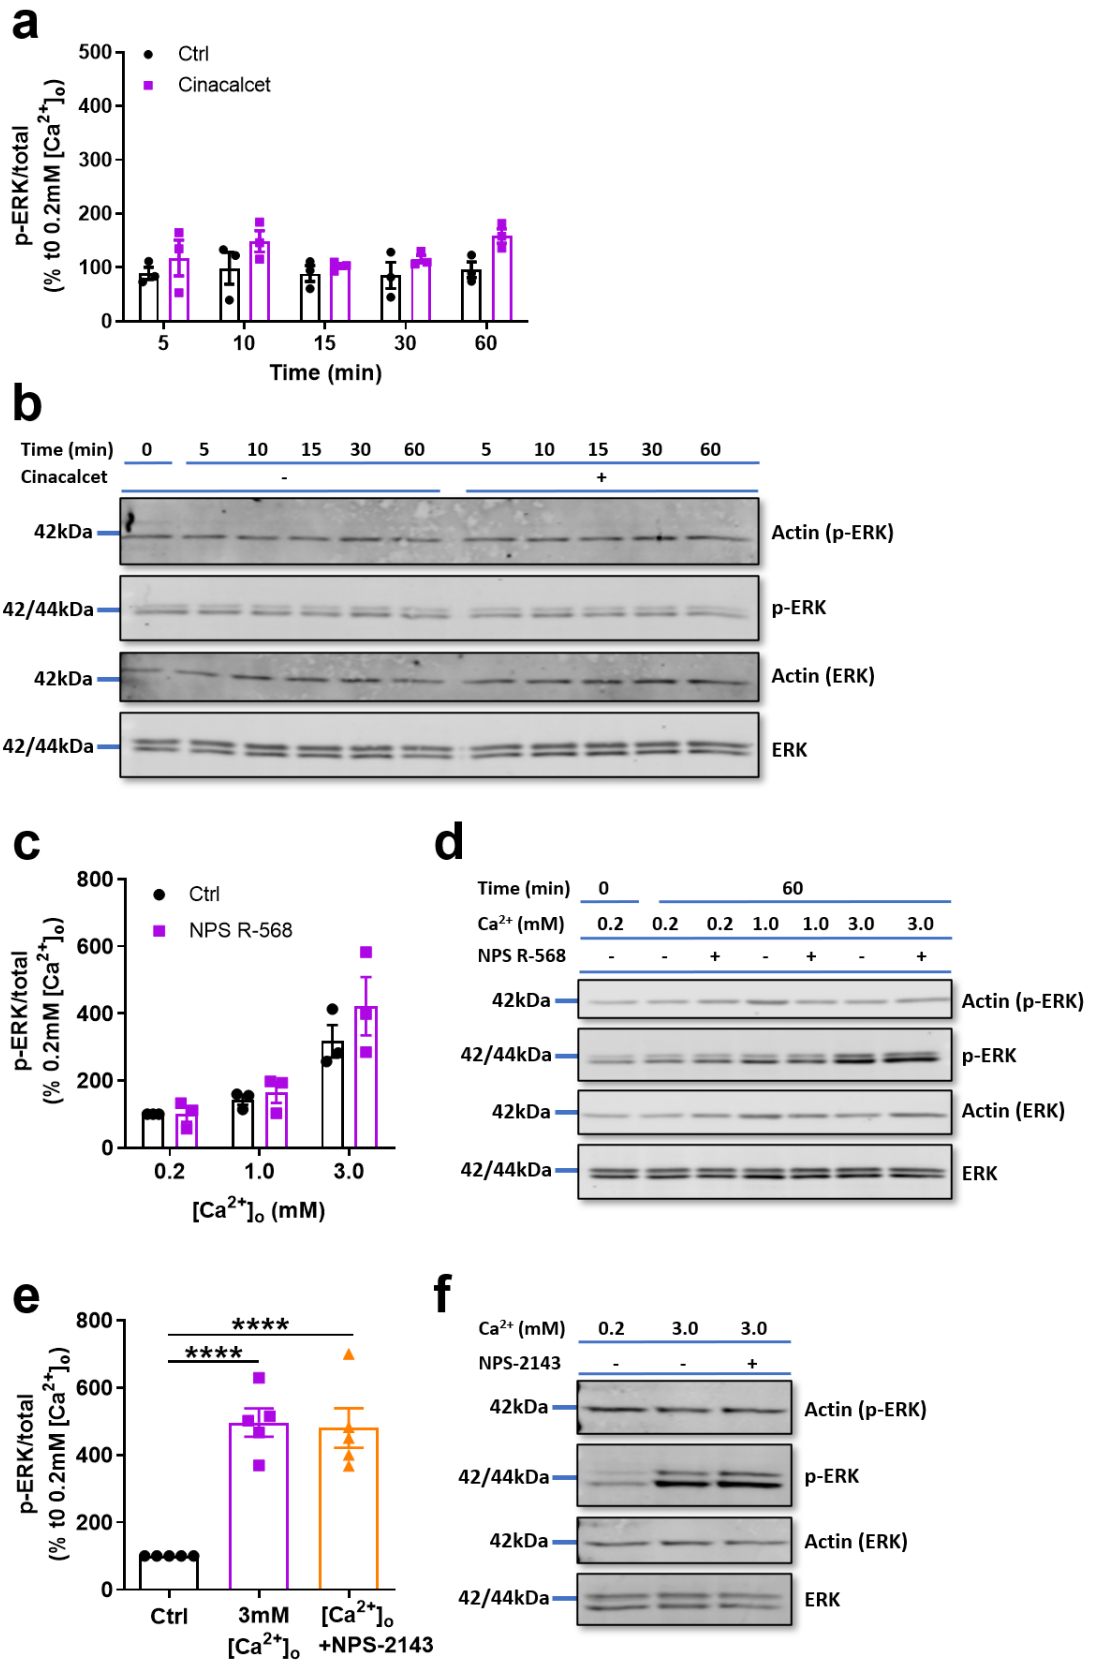 a
500
400
300
200
100
0
p-ERK/total
(% to 0.2mM [Ca²⁺]ₒ)
Ctrl
Cinacalcet
5 10 15 30 60
Time (min)
b
Time (min) 0 5 10 15 30 60 5 10 15 30 60
Cinacalcet - +
42kDa Actin (p-ERK)
42/44kDa p-ERK
42kDa Actin (ERK)
42/44kDa ERK
c
800
600
400
200
0
p-ERK/total
(% 0.2mM [Ca²⁺]ₒ)
Ctrl
NPS R-568
0.2 1.0 3.0
[Ca²⁺]ₒ (mM)
d
Time (min) 0 60
Ca²⁺ (mM) 0.2 0.2 0.2 1.0 1.0 3.0 3.0
NPS R-568 - - + - + - +
42kDa Actin (p-ERK)
42/44kDa p-ERK
42kDa Actin (ERK)
42/44kDa ERK
e
800
600
400
200
0
p-ERK/total
(% to 0.2mM [Ca²⁺]ₒ)
****
****
Ctrl 3mM [Ca²⁺]ₒ
[Ca²⁺]ₒ +NPS-2143
f
Ca²⁺ (mM) 0.2 3.0 3.0
NPS-2143 - - +
42kDa Actin (p-ERK)
42/44kDa p-ERK
42kDa Actin (ERK)
42/44kDa ERK